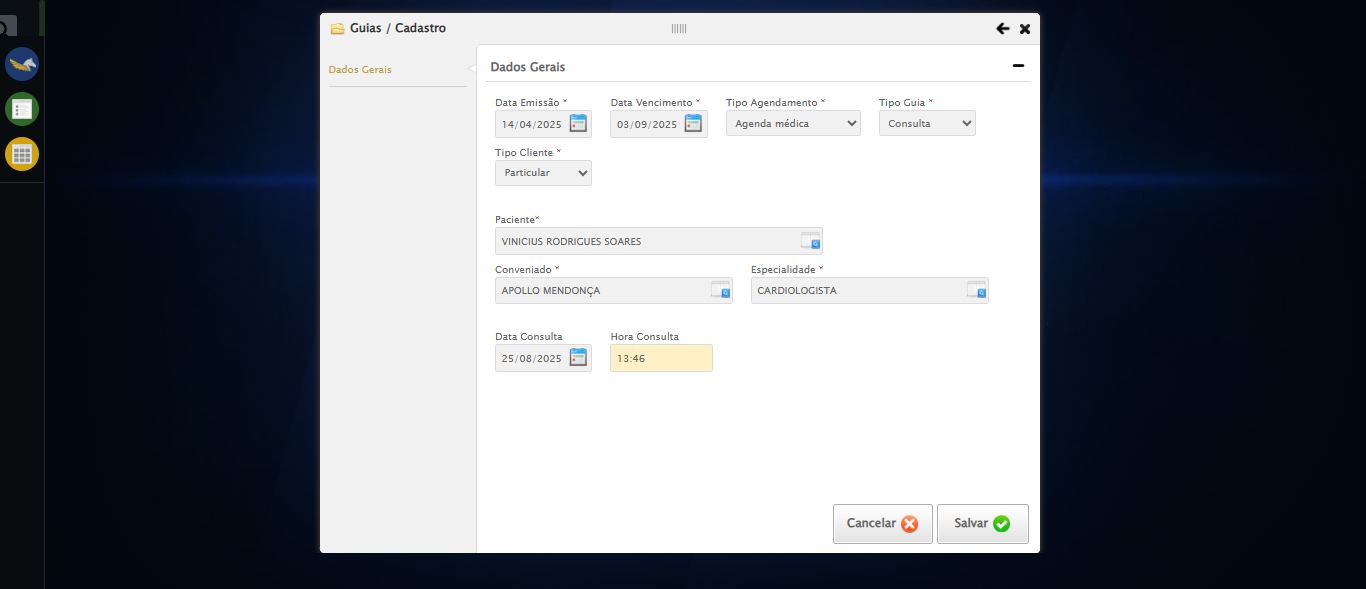 Guias / Cadastro
Dados Gerais
Dados Gerais
Data Emissão * Data Vencimento * Tipo Agendamento * Tipo Guia *
14/04/2025 03/09/2025 Agenda médica Consulta
Tipo Cliente *
Particular
Paciente*
VINICIUS RODRIGUES SOARES
Conveniado * Especialidade *
APOLLO MENDONÇA CARDIOLOGISTA
Data Consulta Hora Consulta
25/08/2025 13:46
Cancelar Salvar